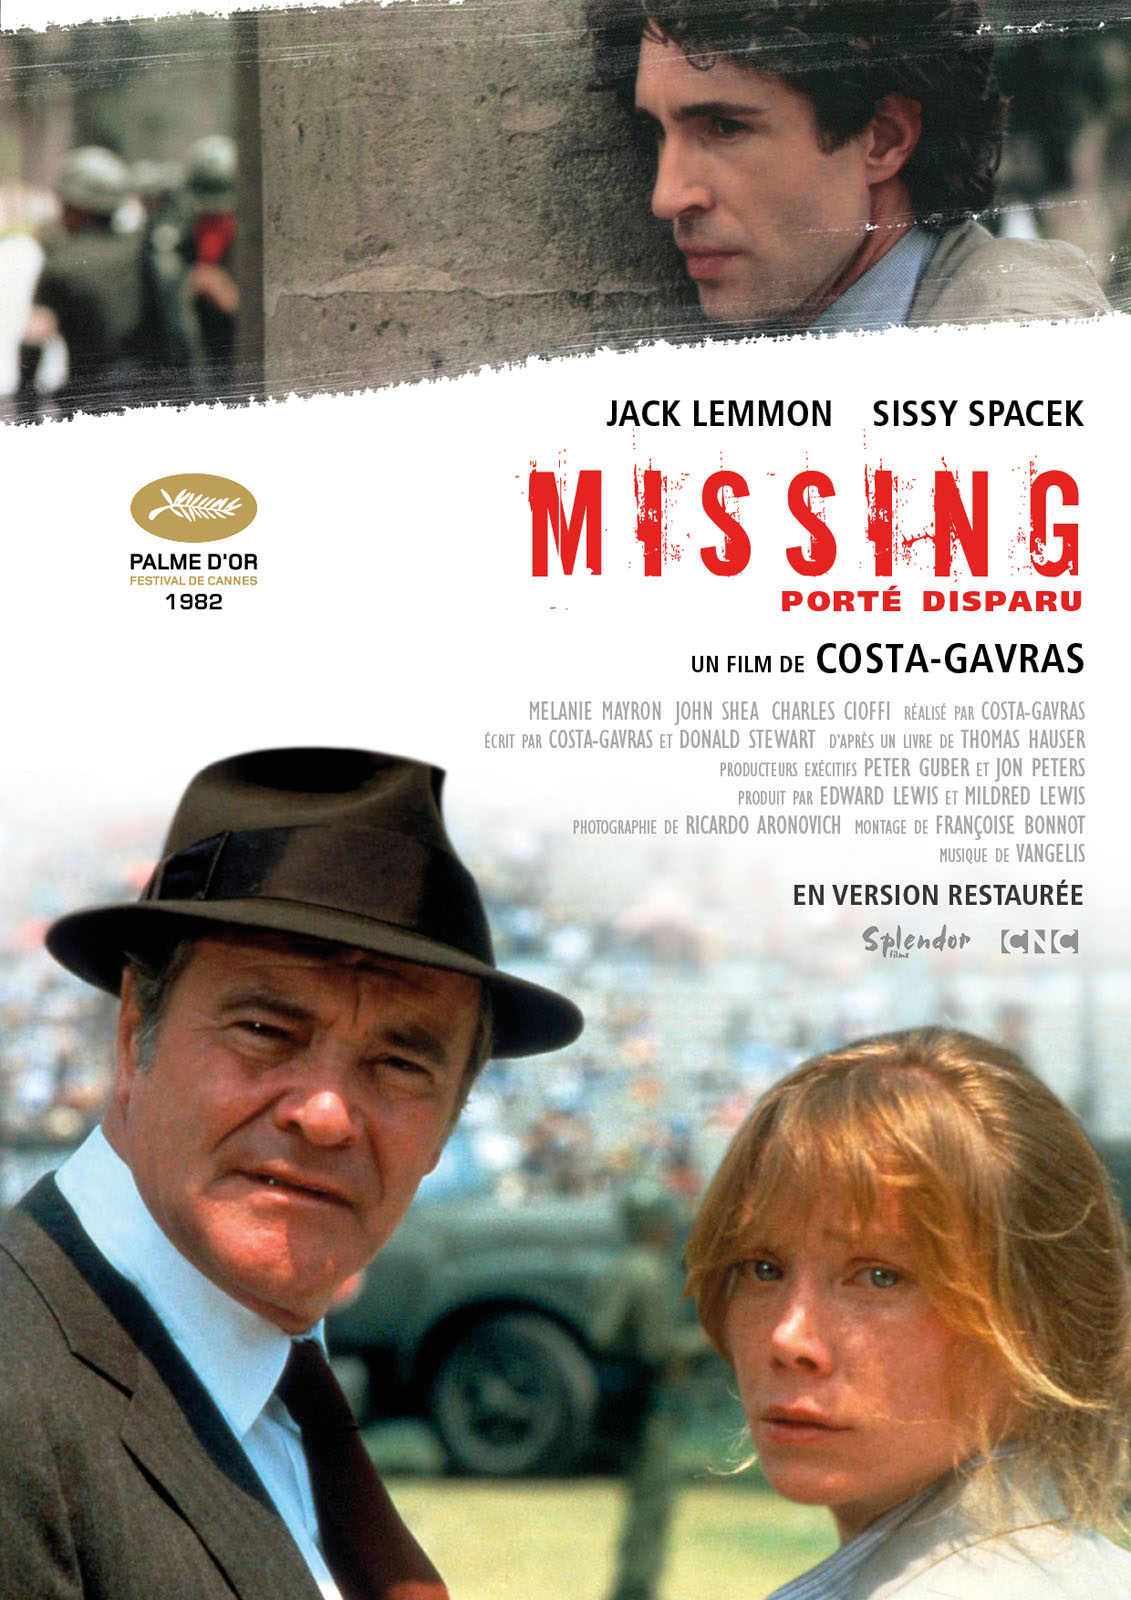 JACK LEMMON SISSY SPACEK
MISSING
PORTÉ DISPARU
PALME D'OR
FESTIVAL DE CANNES
1982
UN FILM DE COSTA-GAVRAS
MELANIE MAYRON JOHN SHEA CHARLES CIOFFI RÉALISÉ PAR COSTA-GAVRAS
ÉCRIT PAR COSTA-GAVRAS ET DONALD STEWART D'APRÈS UN LIVRE DE THOMAS HAUSER
PRODUCTEURS EXÉCITIFS PETER GUBER ET JON PETERS
PRODUIT PAR EDWARD LEWIS ET MILDRED LEWIS
PHOTOGRAPHIE DE RICARDO ARONOVICH MONTAGE DE FRANÇOISE BONNOT
MUSIQUE DE VANGELIS
EN VERSION RESTAURÉE
Splendor films CNC